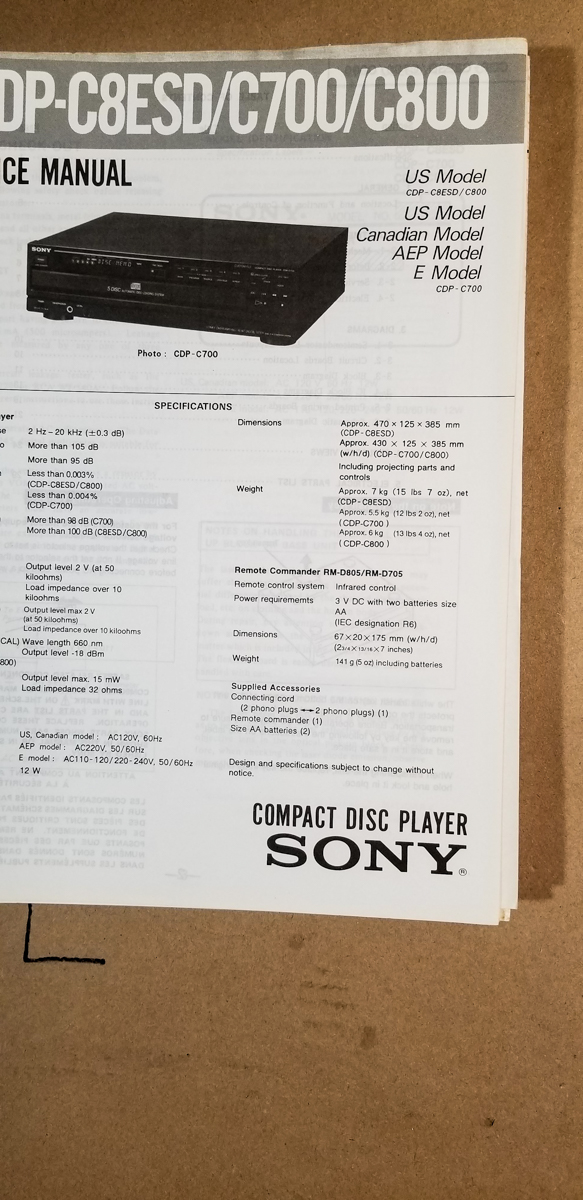 DP-C8ESD/C700/C800
ICE MANUAL
US Model
CDP-C8ESD/C800
US Model
Canadian Model
AEP Model
E Model
CDP-C700
SONY
DISC MEMO
5 DISC
Photo : CDP-C700
SPECIFICATIONS
ayer
se 2 Hz – 20 kHz (±0.3 dB)
o More than 105 dB
More than 95 dB
Less than 0.003%
(CDP-C8ESD/C800)
Less than 0.004%
(CDP-C700)
More than 98 dB (C700)
More than 100 dB (C8ESD/C800)
Output level 2 V (at 50
kiloohms)
Load impedance over 10
kiloohms
Output level max 2 V
(at 50 kiloohms)
Load impedance over 10 kiloohms
CAL) Wave length 660 nm
Output level -18 dBm
800)
Output level max. 15 mW
Load impedance 32 ohms
US, Canadian model : AC120V, 60Hz
AEP model : AC220V, 50/60Hz
E model : AC110-120/220-240V, 50/60Hz
12 W
Dimensions Approx. 470 × 125 × 385 mm
(CDP-C8ESD)
Approx. 430 × 125 × 385 mm
(w/h/d) (CDP-C700/C800)
Including projecting parts and
controls
Weight Approx. 7 kg (15 lbs 7 oz), net
(CDP-C8ESD)
Approx. 5.5 kg (12 lbs 2 oz), net
(CDP-C700)
Approx. 6 kg (13 lbs 4 oz), net
(CDP-C800)
Remote Commander RM-D805/RM-D705
Remote control system Infrared control
Power requirememts 3 V DC with two batteries size
AA
(IEC designation R6)
Dimensions 67×20×175 mm (w/h/d)
(2 3/4 × 13/16 × 7 inches)
Weight 141 g (5 oz) including batteries
Supplied Accessories
Connecting cord
(2 phono plugs ↔ 2 phono plugs) (1)
Remote commander (1)
Size AA batteries (2)
Design and specifications subject to change without
notice.
COMPACT DISC PLAYER
SONY®